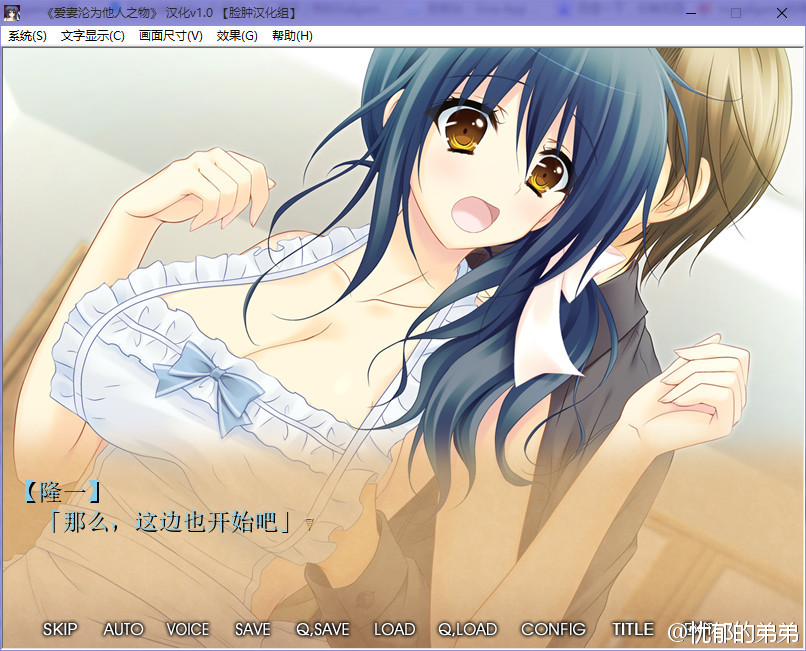 《爱妻沦为他人之物》 汉化v1.0 【脸肿汉化组】
系统(S) 文字显示(C) 画面尺寸(V) 效果(G) 帮助(H)
【隆一】
「那么，这边也开始吧」
SKIP AUTO VOICE SAVE Q,SAVE LOAD Q,LOAD CONFIG TITLE
@忧郁的弟弟